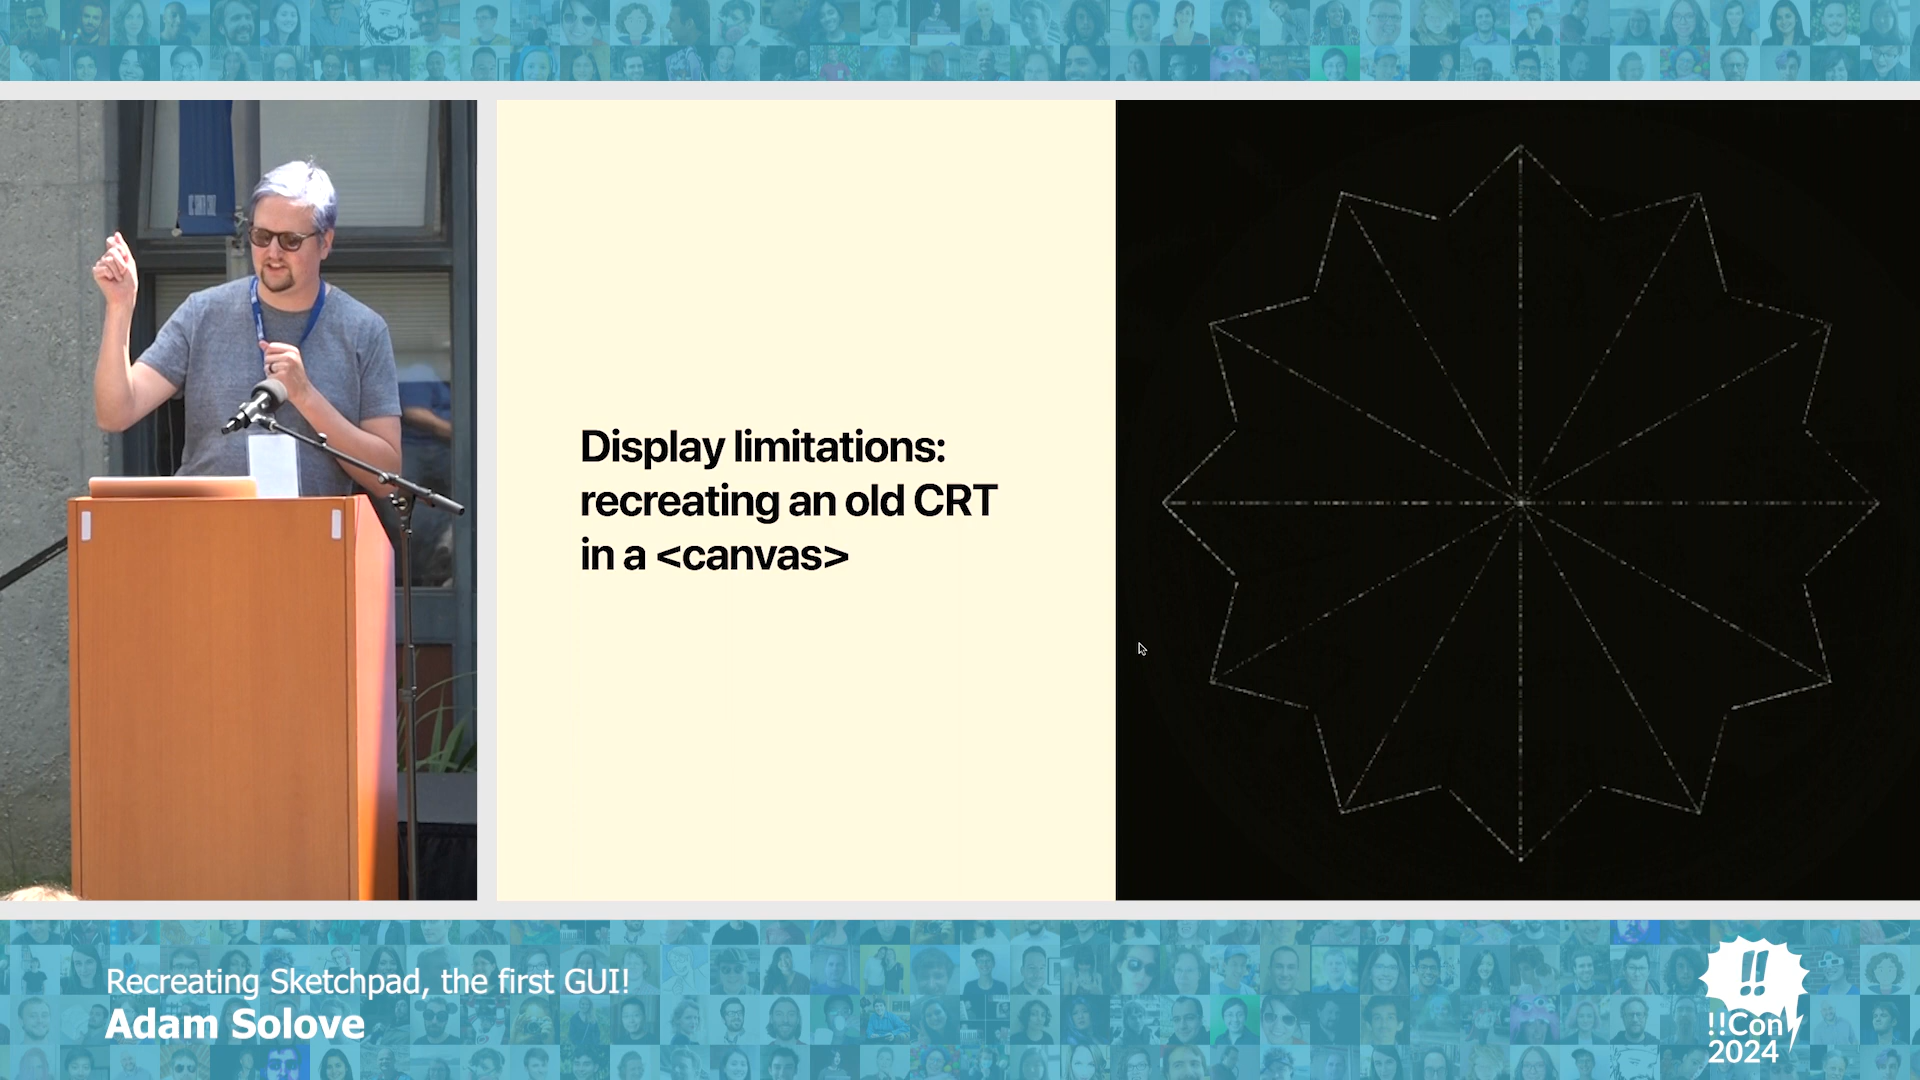 Display limitations:
recreating an old CRT
in a <canvas>
Recreating Sketchpad, the first GUI!
Adam Solove
!!
!!Con
2024